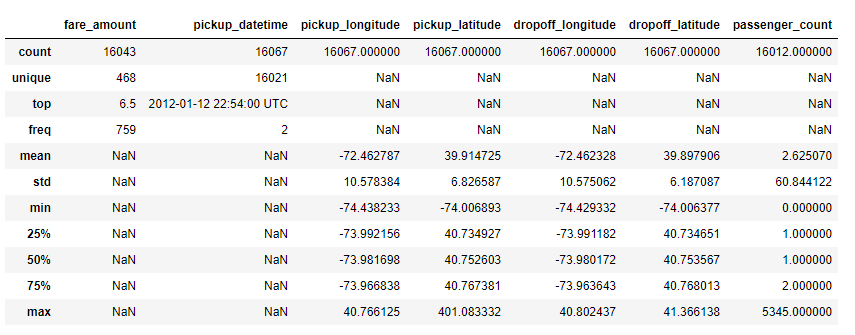 fare_amount pickup_datetime pickup_longitude pickup_latitude dropoff_longitude dropoff_latitude passenger_count
count 16043 16067 16067.000000 16067.000000 16067.000000 16067.000000 16012.000000
unique 468 16021 NaN NaN NaN NaN NaN
top 6.5 2012-01-12 22:54:00 UTC NaN NaN NaN NaN NaN
freq 759 2 NaN NaN NaN NaN NaN
mean NaN NaN -72.462787 39.914725 -72.462328 39.897906 2.625070
std NaN NaN 10.578384 6.826587 10.575062 6.187087 60.844122
min NaN NaN -74.438233 -74.006893 -74.429332 -74.006377 0.000000
25% NaN NaN -73.992156 40.734927 -73.991182 40.734651 1.000000
50% NaN NaN -73.981698 40.752603 -73.980172 40.753567 1.000000
75% NaN NaN -73.966838 40.767381 -73.963643 40.768013 2.000000
max NaN NaN 40.766125 401.083332 40.802437 41.366138 5345.000000